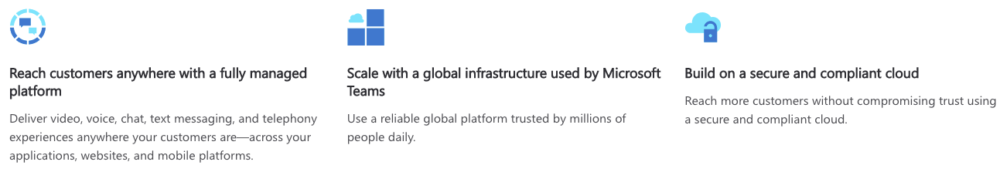 Reach customers anywhere with a fully managed
platform
Deliver video, voice, chat, text messaging, and telephony
experiences anywhere your customers are—across your
applications, websites, and mobile platforms.
Scale with a global infrastructure used by Microsoft
Teams
Use a reliable global platform trusted by millions of
people daily.
Build on a secure and compliant cloud
Reach more customers without compromising trust using
a secure and compliant cloud.